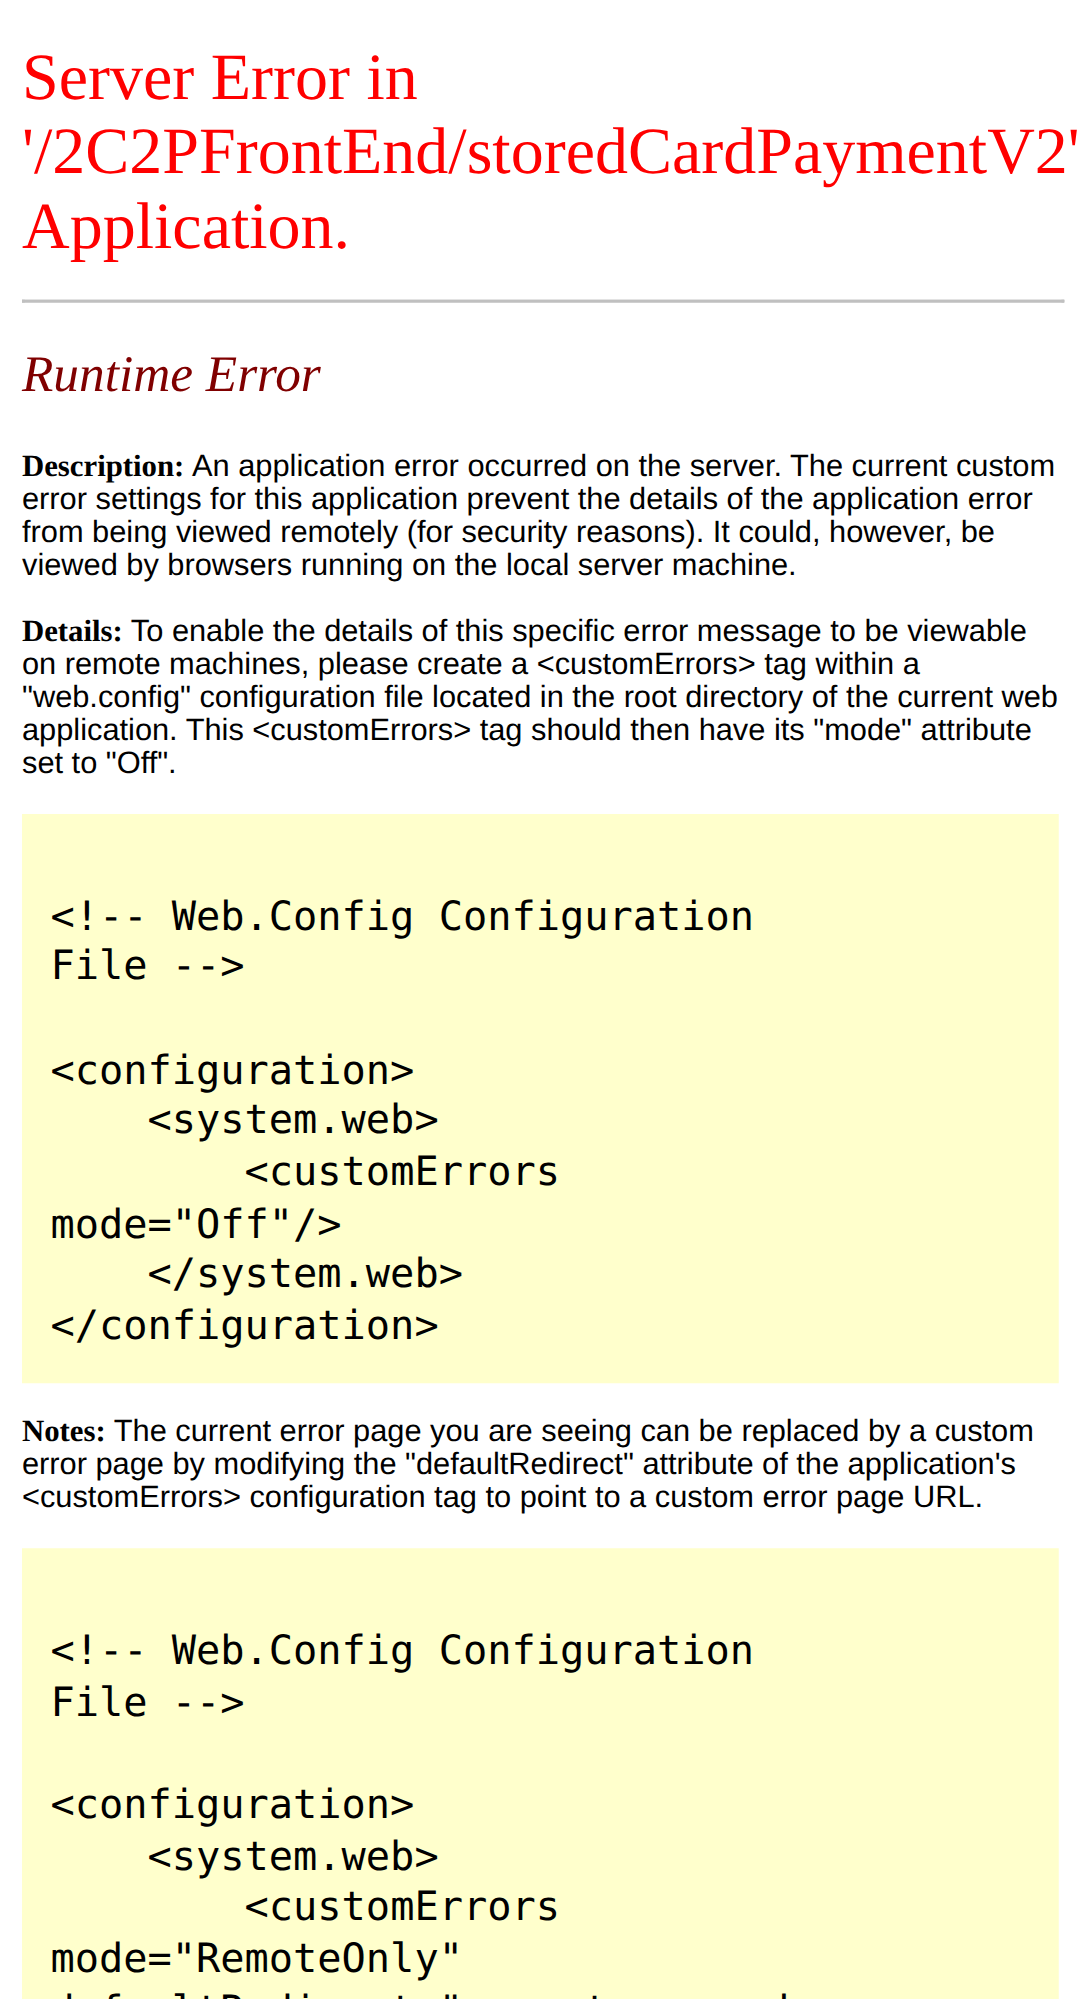 Server Error in
'/2C2PFrontEnd/storedCardPaymentV2'
Application.
Runtime Error
Description: An application error occurred on the server. The current custom
error settings for this application prevent the details of the application error
from being viewed remotely (for security reasons). It could, however, be
viewed by browsers running on the local server machine.
Details: To enable the details of this specific error message to be viewable
on remote machines, please create a <customErrors> tag within a
"web.config" configuration file located in the root directory of the current web
application. This <customErrors> tag should then have its "mode" attribute
set to "Off".
<!-- Web.Config Configuration
File -->
<configuration>
    <system.web>
        <customErrors
mode="Off"/>
    </system.web>
</configuration>
Notes: The current error page you are seeing can be replaced by a custom
error page by modifying the "defaultRedirect" attribute of the application's
<customErrors> configuration tag to point to a custom error page URL.
<!-- Web.Config Configuration
File -->
<configuration>
    <system.web>
        <customErrors
mode="RemoteOnly"